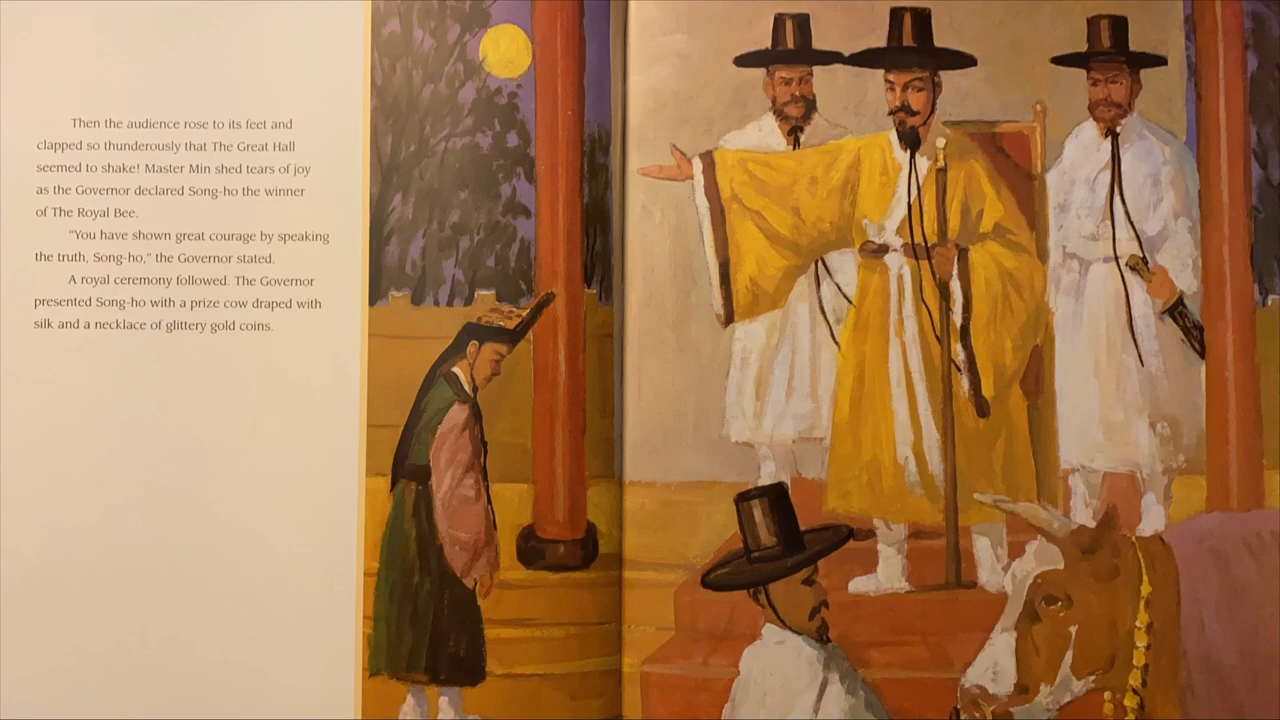 Then the audience rose to its feet and
clapped so thunderously that The Great Hall
seemed to shake! Master Min shed tears of joy
as the Governor declared Song-ho the winner
of The Royal Bee.
“You have shown great courage by speaking
the truth, Song-ho,” the Governor stated.
A royal ceremony followed. The Governor
presented Song-ho with a prize cow draped with
silk and a necklace of glittery gold coins.